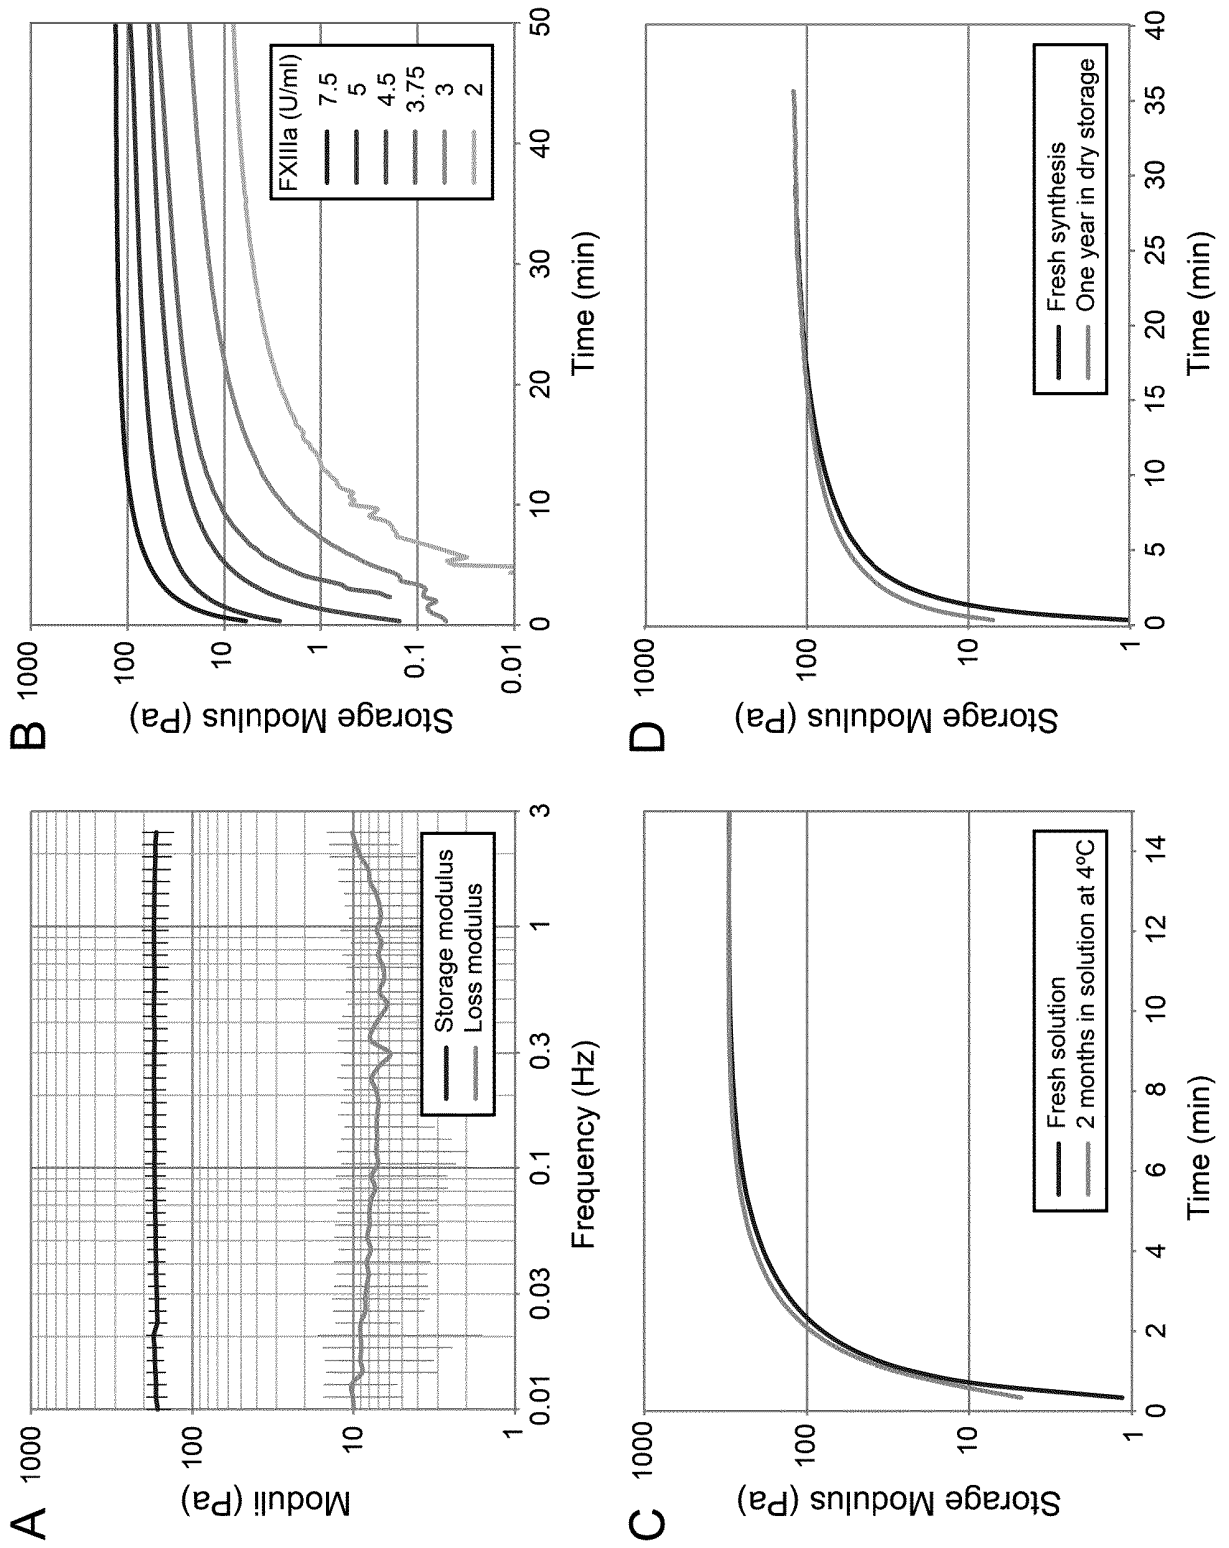 A
1000
100
10
1
Moduli (Pa)
0.01
0.03
0.1
0.3
1
3
Frequency (Hz)
Storage modulus
Loss modulus
B
1000
100
10
1
0.1
0.01
Storage Modulus (Pa)
0
10
20
30
40
50
Time (min)
FXIIIa (U/ml)
7.5
5
4.5
3.75
3
2
C
1000
100
10
1
Storage Modulus (Pa)
0
2
4
6
8
10
12
14
Time (min)
Fresh solution
2 months in solution at 4ºC
D
1000
100
10
1
Storage Modulus (Pa)
0
5
10
15
20
25
30
35
40
Time (min)
Fresh synthesis
One year in dry storage